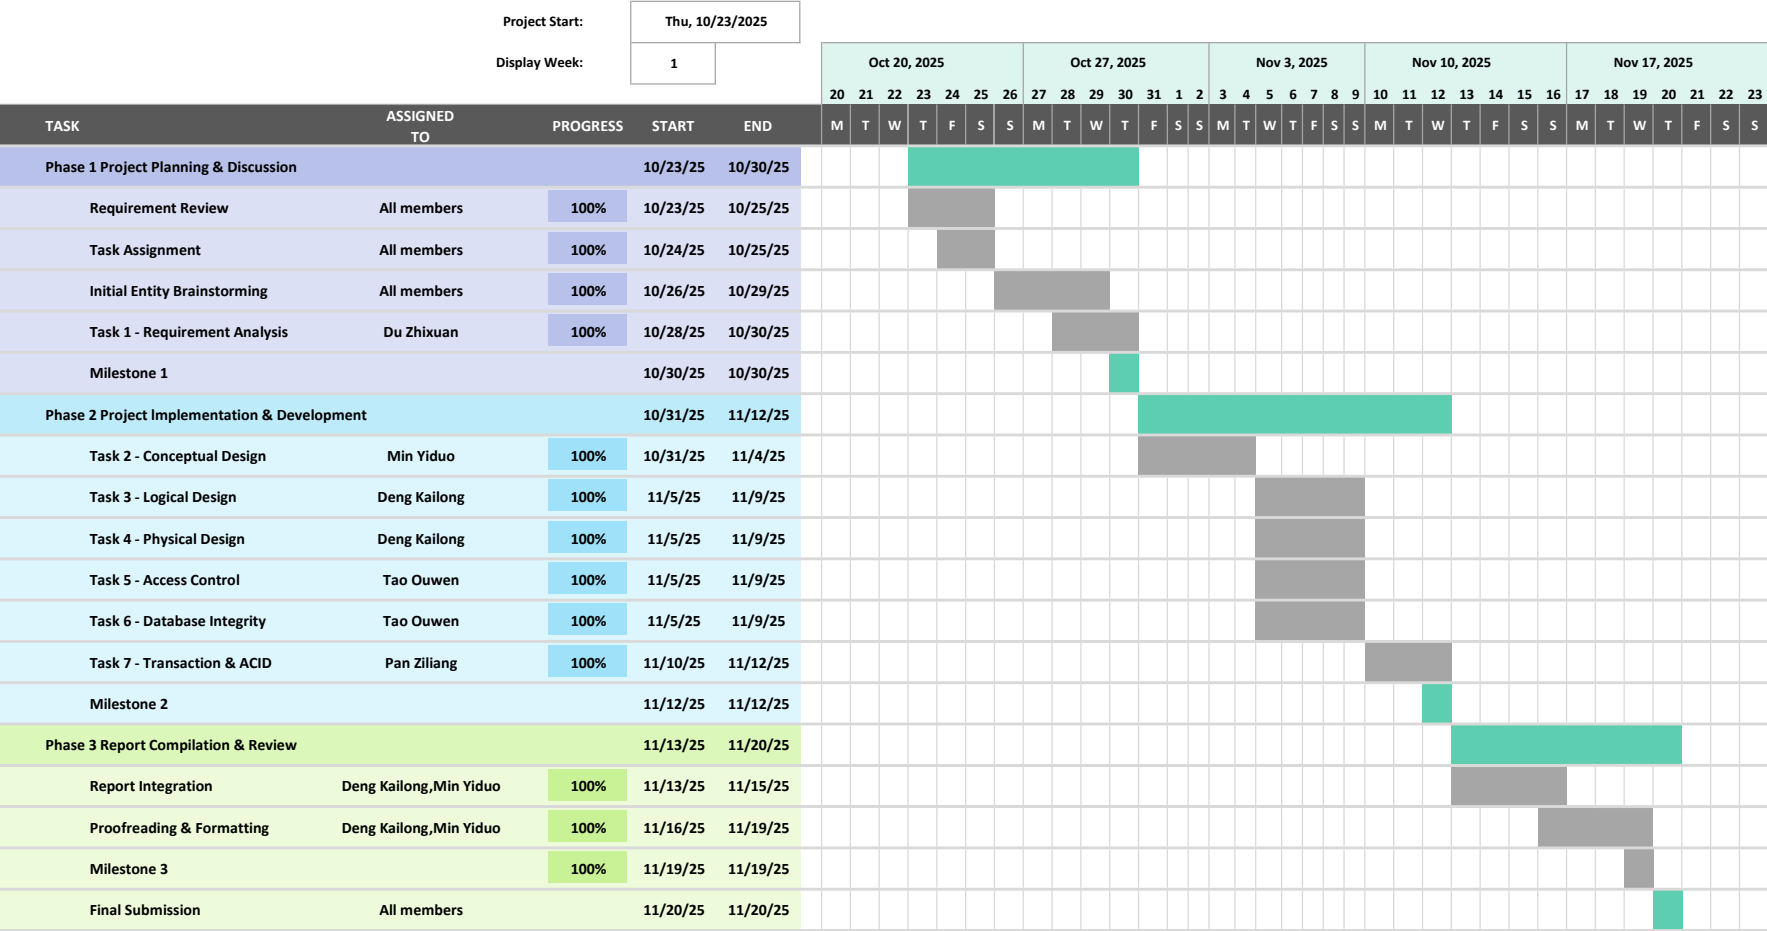 Project Start: Thu, 10/23/2025
Display Week: 1 Oct 20, 2025 Oct 27, 2025 Nov 3, 2025 Nov 10, 2025 Nov 17, 2025
20 21 22 23 24 25 26 27 28 29 30 31 1 2 3 4 5 6 7 8 9 10 11 12 13 14 15 16 17 18 19 20 21 22 23
TASK ASSIGNED TO PROGRESS START END M T W T F S S M T W T F S S M T W T F S S M T W T F S S M T W T F S S
Phase 1 Project Planning & Discussion 10/23/25 10/30/25
Requirement Review All members 100% 10/23/25 10/25/25
Task Assignment All members 100% 10/24/25 10/25/25
Initial Entity Brainstorming All members 100% 10/26/25 10/29/25
Task 1 - Requirement Analysis Du Zhixuan 100% 10/28/25 10/30/25
Milestone 1 10/30/25 10/30/25
Phase 2 Project Implementation & Development 10/31/25 11/12/25
Task 2 - Conceptual Design Min Yiduo 100% 10/31/25 11/4/25
Task 3 - Logical Design Deng Kailong 100% 11/5/25 11/9/25
Task 4 - Physical Design Deng Kailong 100% 11/5/25 11/9/25
Task 5 - Access Control Tao Ouwen 100% 11/5/25 11/9/25
Task 6 - Database Integrity Tao Ouwen 100% 11/5/25 11/9/25
Task 7 - Transaction & ACID Pan Ziliang 100% 11/10/25 11/12/25
Milestone 2 11/12/25 11/12/25
Phase 3 Report Compilation & Review 11/13/25 11/20/25
Report Integration Deng Kailong,Min Yiduo 100% 11/13/25 11/15/25
Proofreading & Formatting Deng Kailong,Min Yiduo 100% 11/16/25 11/19/25
Milestone 3 100% 11/19/25 11/19/25
Final Submission All members 11/20/25 11/20/25